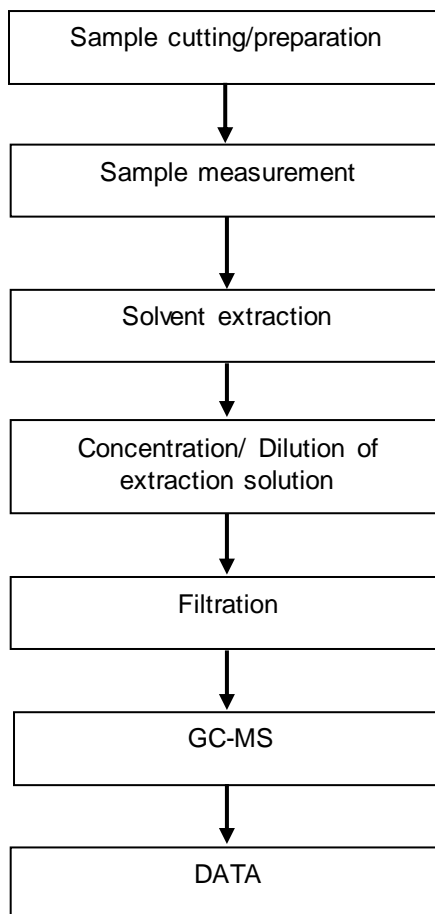 Sample cutting/preparation
Sample measurement
Solvent extraction
Concentration/ Dilution of
extraction solution
Filtration
GC-MS
DATA